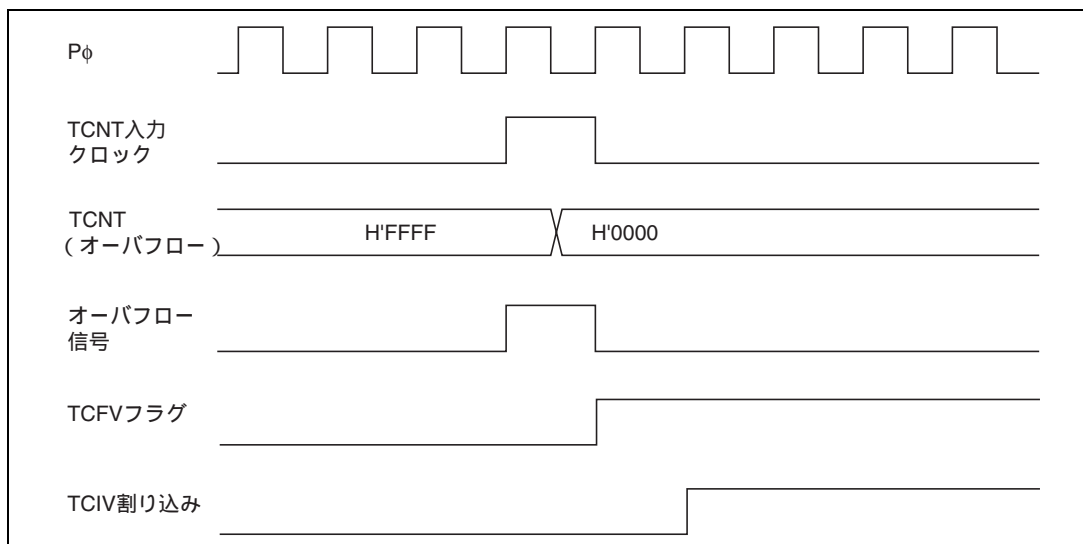 Pφ
TCNT入力
クロック
TCNT
(オーバフロー)
H'FFFF
H'0000
オーバフロー
信号
TCFVフラグ
TCIV割り込み